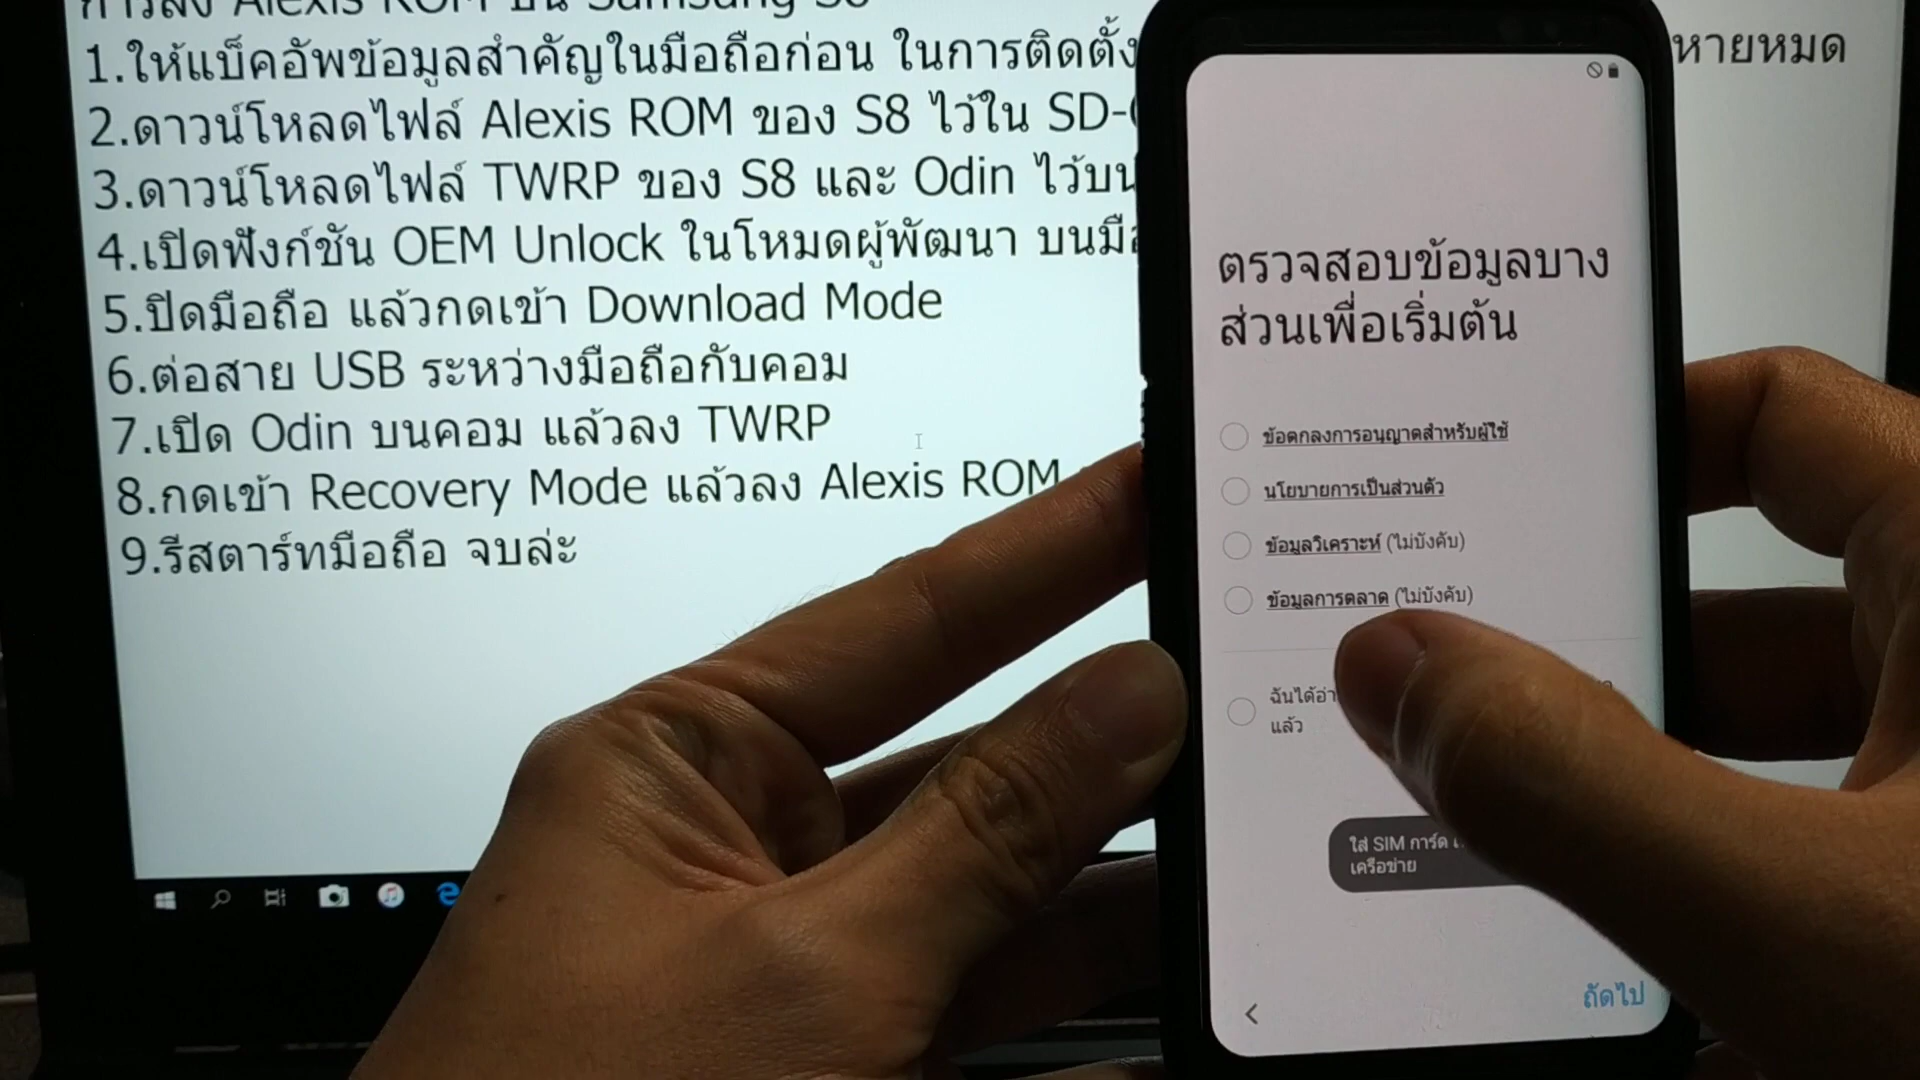 การลง Alexis ROM บน Samsung S8
1.ให้แบ็คอัพข้อมูลสำคัญในมือถือก่อน ในการติดตั้ง
หายหมด
2.ดาวน์โหลดไฟล์ Alexis ROM ของ S8 ไว้ใน SD-
3.ดาวน์โหลดไฟล์ TWRP ของ S8 และ Odin ไว้บน
4.เปิดฟังก์ชัน OEM Unlock ในโหมดผู้พัฒนา บนมือ
5.ปิดมือถือ แล้วกดเข้า Download Mode
6.ต่อสาย USB ระหว่างมือถือกับคอม
7.เปิด Odin บนคอม แล้วลง TWRP
8.กดเข้า Recovery Mode แล้วลง Alexis ROM
9.รีสตาร์ทมือถือ จบล่ะ
ตรวจสอบข้อมูลบาง
ส่วนเพื่อเริ่มต้น
ข้อตกลงการอนุญาตสำหรับผู้ใช้
นโยบายการเป็นส่วนตัว
ข้อมูลวิเคราะห์ (ไม่บังคับ)
ข้อมูลการตลาด (ไม่บังคับ)
ฉันได้อ่า
แล้ว
ใส่ SIM การ์ด
เครือข่าย
ถัดไป